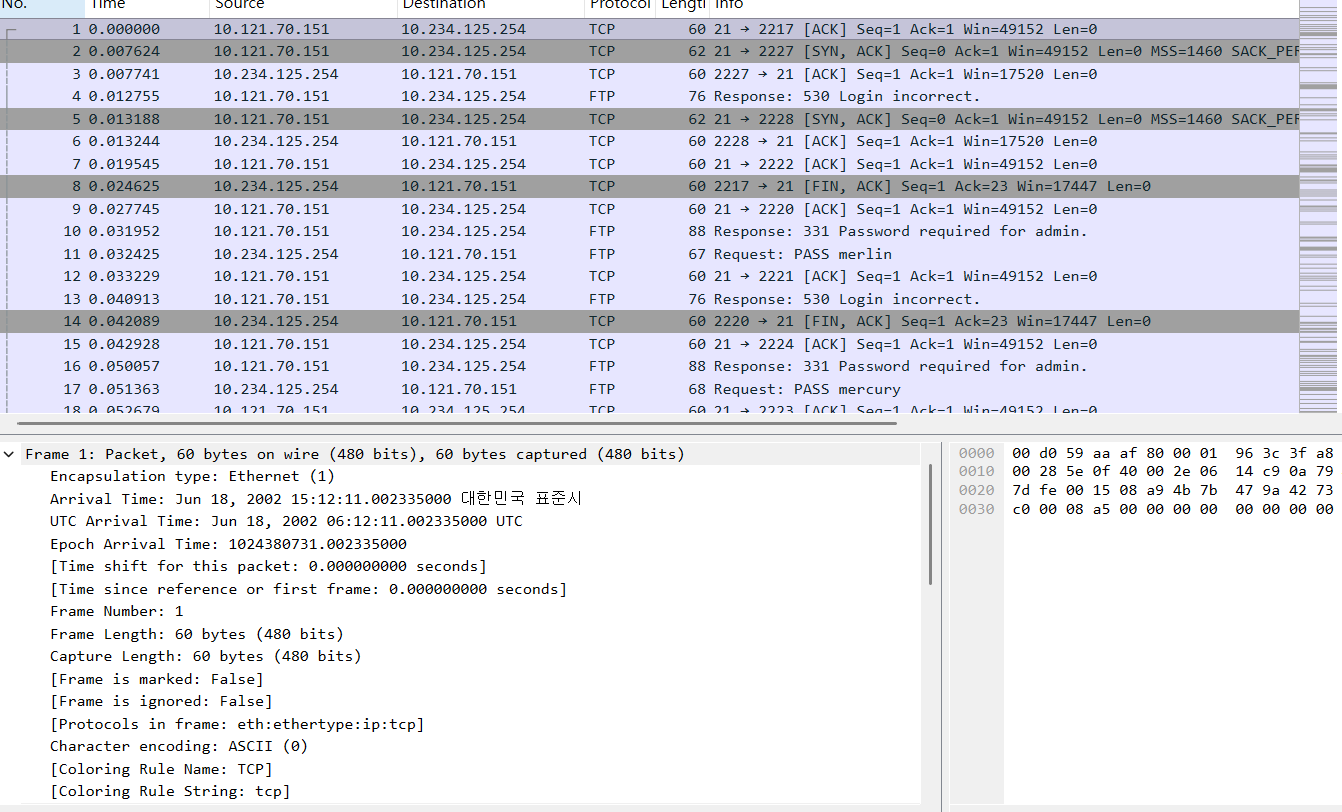 No. Time Source Destination Protocol Lengtl Info
1 0.000000 10.121.70.151 10.234.125.254 TCP 60 21 → 2217 [ACK] Seq=1 Ack=1 Win=49152 Len=0
2 0.007624 10.121.70.151 10.234.125.254 TCP 62 21 → 2227 [SYN, ACK] Seq=0 Ack=1 Win=49152 Len=0 MSS=1460 SACK_PER
3 0.007741 10.234.125.254 10.121.70.151 TCP 60 2227 → 21 [ACK] Seq=1 Ack=1 Win=17520 Len=0
4 0.012755 10.121.70.151 10.234.125.254 FTP 76 Response: 530 Login incorrect.
5 0.013188 10.121.70.151 10.234.125.254 TCP 62 21 → 2228 [SYN, ACK] Seq=0 Ack=1 Win=49152 Len=0 MSS=1460 SACK_PER
6 0.013244 10.234.125.254 10.121.70.151 TCP 60 2228 → 21 [ACK] Seq=1 Ack=1 Win=17520 Len=0
7 0.019545 10.121.70.151 10.234.125.254 TCP 60 21 → 2222 [ACK] Seq=1 Ack=1 Win=49152 Len=0
8 0.024625 10.234.125.254 10.121.70.151 TCP 60 2217 → 21 [FIN, ACK] Seq=1 Ack=23 Win=17447 Len=0
9 0.027745 10.121.70.151 10.234.125.254 TCP 60 21 → 2220 [ACK] Seq=1 Ack=1 Win=49152 Len=0
10 0.031952 10.121.70.151 10.234.125.254 FTP 88 Response: 331 Password required for admin.
11 0.032425 10.234.125.254 10.121.70.151 FTP 67 Request: PASS merlin
12 0.033229 10.121.70.151 10.234.125.254 TCP 60 21 → 2221 [ACK] Seq=1 Ack=1 Win=49152 Len=0
13 0.040913 10.121.70.151 10.234.125.254 FTP 76 Response: 530 Login incorrect.
14 0.042089 10.234.125.254 10.121.70.151 TCP 60 2220 → 21 [FIN, ACK] Seq=1 Ack=23 Win=17447 Len=0
15 0.042928 10.121.70.151 10.234.125.254 TCP 60 21 → 2224 [ACK] Seq=1 Ack=1 Win=49152 Len=0
16 0.050057 10.121.70.151 10.234.125.254 FTP 88 Response: 331 Password required for admin.
17 0.051363 10.234.125.254 10.121.70.151 FTP 68 Request: PASS mercury
18 0.052679 10.121.70.151 10.234.125.254 TCP 60 21 → 2223 [ACK] Seq=1 Ack=1 Win=49152 Len=0
Frame 1: Packet, 60 bytes on wire (480 bits), 60 bytes captured (480 bits)
Encapsulation type: Ethernet (1)
Arrival Time: Jun 18, 2002 15:12:11.002335000 대한민국 표준시
UTC Arrival Time: Jun 18, 2002 06:12:11.002335000 UTC
Epoch Arrival Time: 1024380731.002335000
[Time shift for this packet: 0.000000000 seconds]
[Time since reference or first frame: 0.000000000 seconds]
Frame Number: 1
Frame Length: 60 bytes (480 bits)
Capture Length: 60 bytes (480 bits)
[Frame is marked: False]
[Frame is ignored: False]
[Protocols in frame: eth:ethertype:ip:tcp]
Character encoding: ASCII (0)
[Coloring Rule Name: TCP]
[Coloring Rule String: tcp]
0000 00 d0 59 aa af 80 00 01 96 3c 3f a8
0010 00 28 5e 0f 40 00 2e 06 14 c9 0a 79
0020 7d fe 00 15 08 a9 4b 7b 47 9a 42 73
0030 c0 00 08 a5 00 00 00 00 00 00 00 00